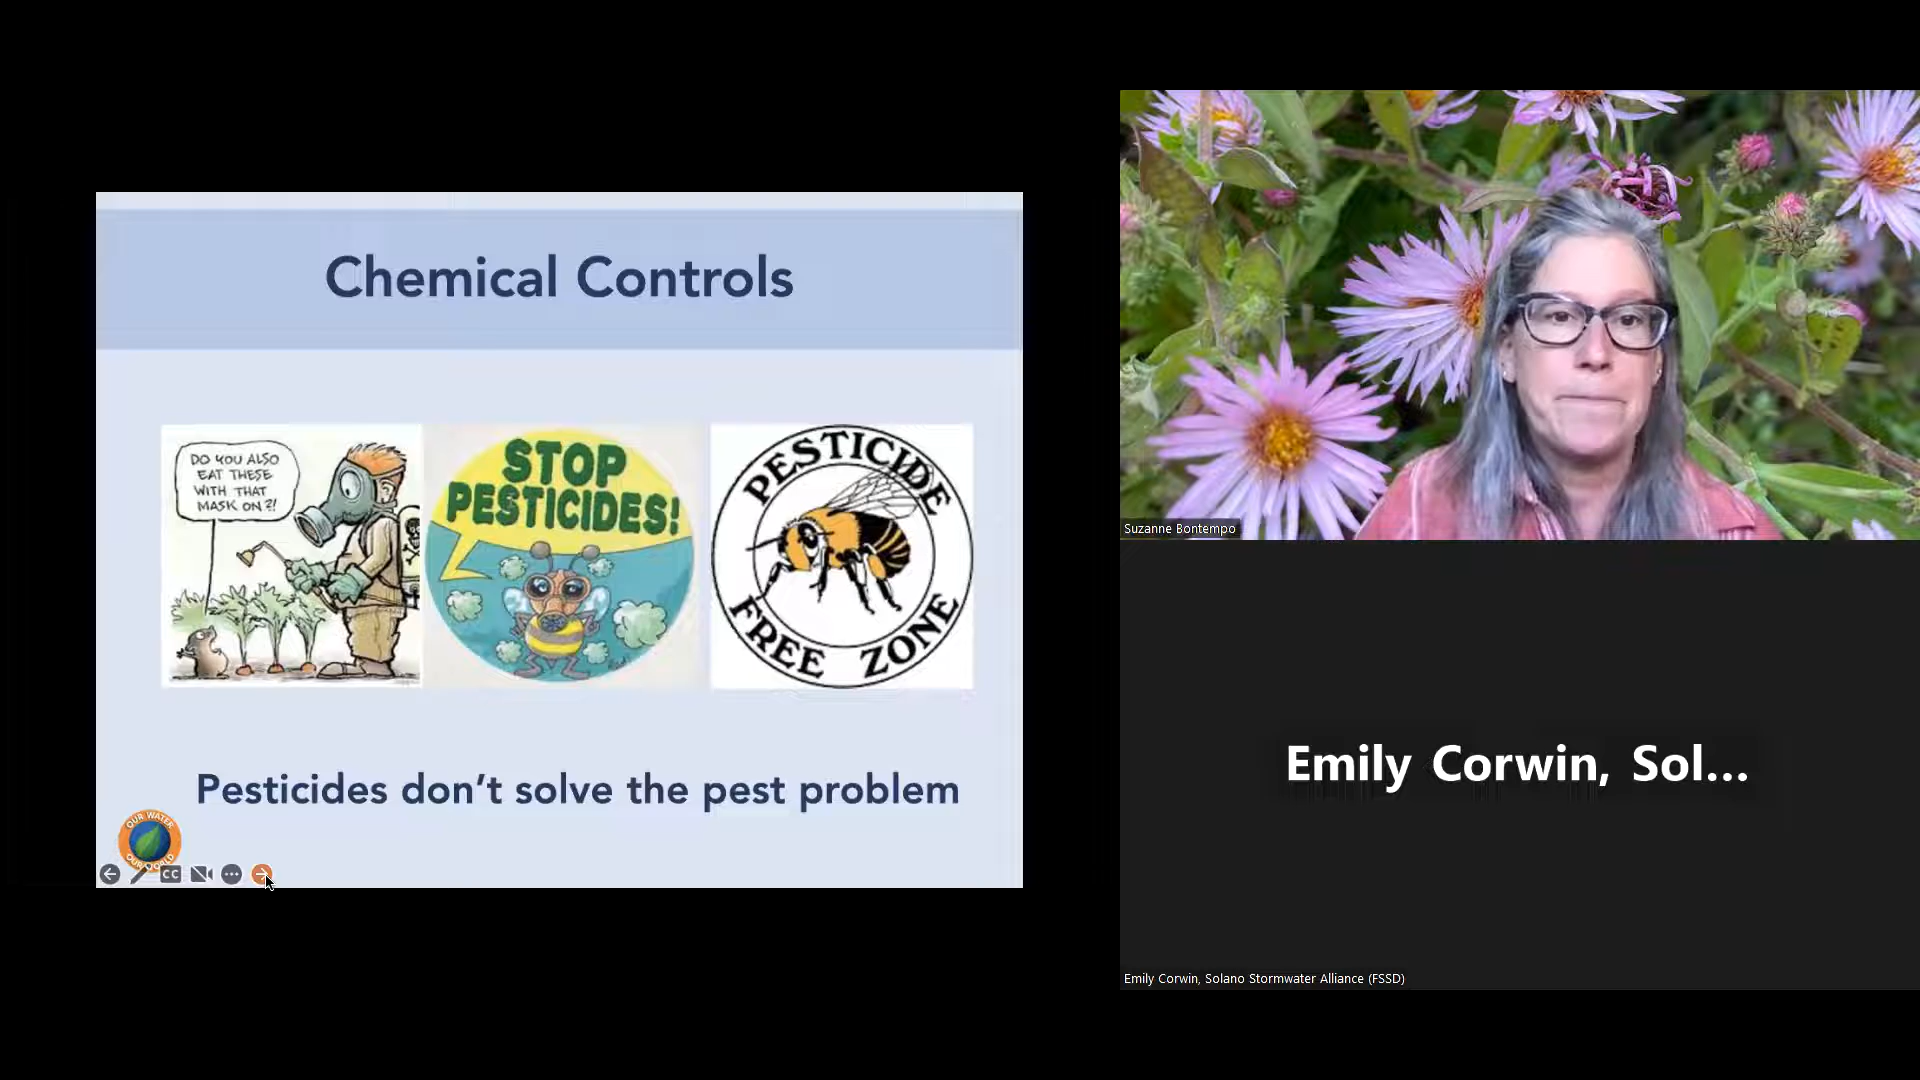 Chemical Controls
DO YOU ALSO
EAT THESE
WITH THAT
MASK ON?!
STOP
PESTICIDES!
PESTICIDE
FREE ZONE
Pesticides don't solve the pest problem
OUR WATER
OUR WORLD
CC
Suzanne Bontempo
Emily Corwin, Sol...
Emily Corwin, Solano Stormwater Alliance (FSSD)